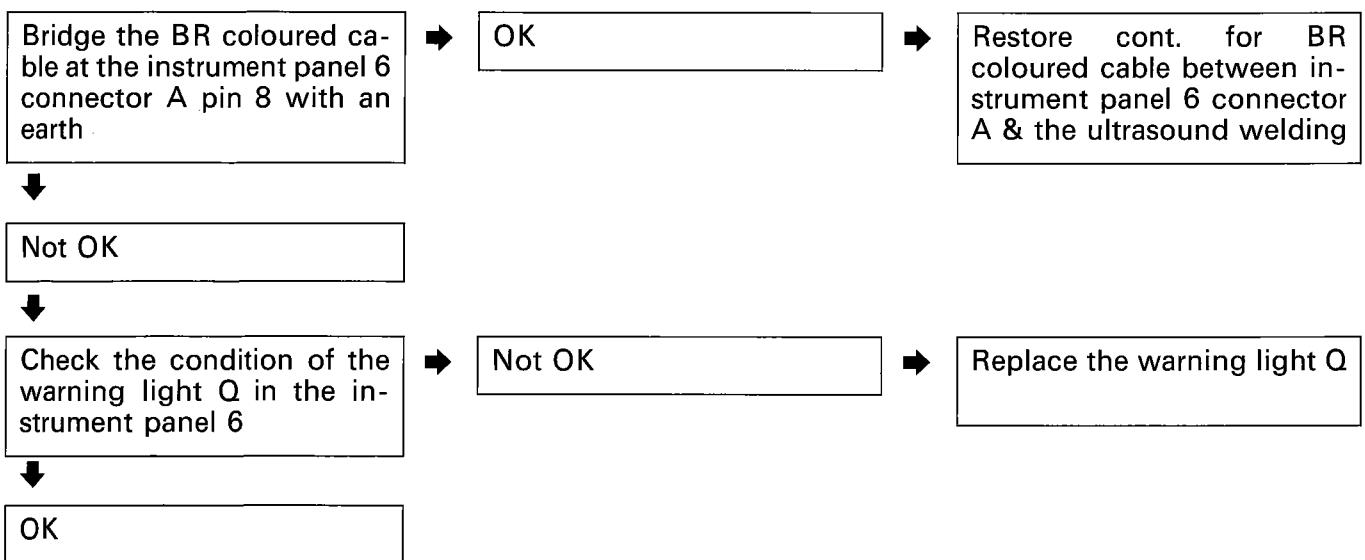 Bridge the BR coloured ca-
ble at the instrument panel 6
connector A pin 8 with an
earth
OK
Restore cont. for BR
coloured cable between in-
strument panel 6 connector
A & the ultrasound welding
Not OK
Check the condition of the
warning light Q in the in-
strument panel 6
Not OK
Replace the warning light Q
OK